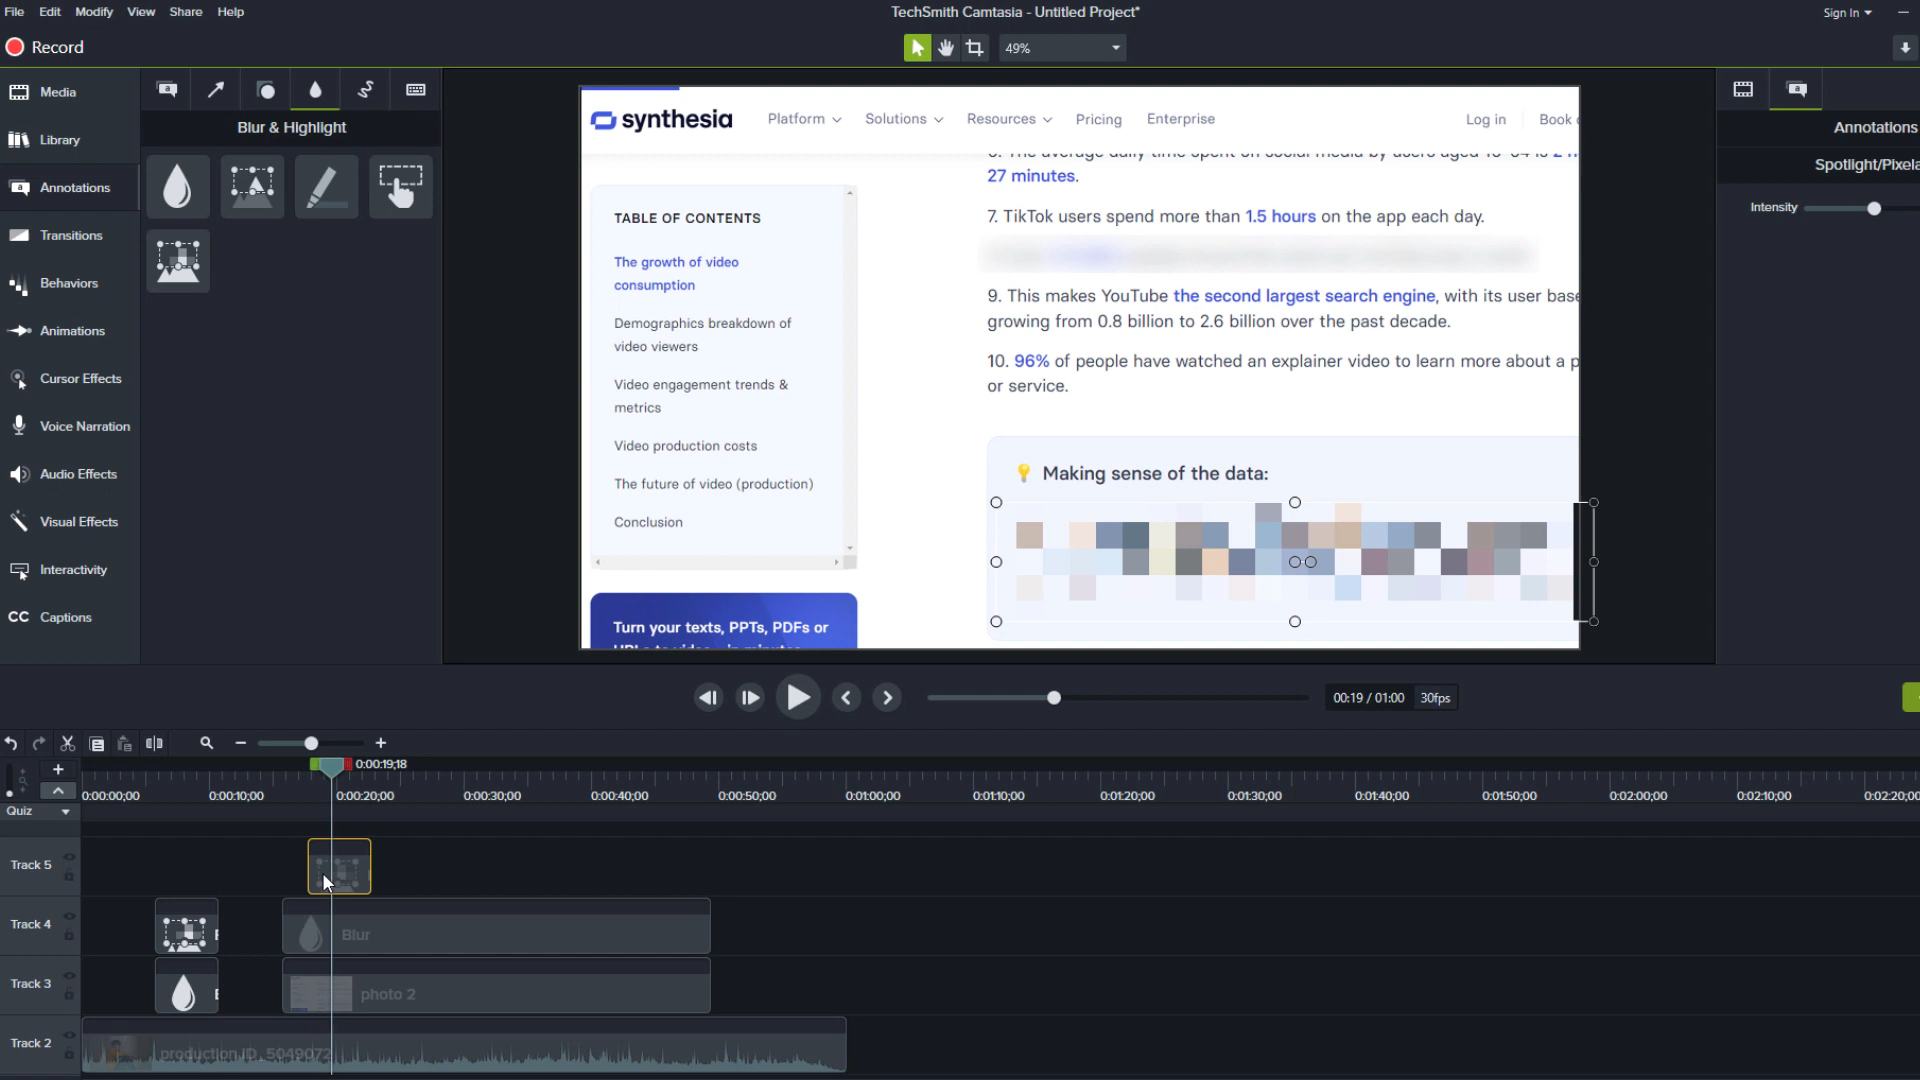 File Edit Modify View Share Help
TechSmith Camtasia - Untitled Project*
Sign In
Record
49%
Media
Library
Annotations
Transitions
Behaviors
Animations
Cursor Effects
Voice Narration
Audio Effects
Visual Effects
Interactivity
CC Captions
Blur & Highlight
synthesia
Platform Solutions Resources Pricing Enterprise
Log in Book
TABLE OF CONTENTS
The growth of video
consumption
Demographics breakdown of
video viewers
Video engagement trends &
metrics
Video production costs
The future of video (production)
Conclusion
Turn your texts, PPTs, PDFs or
27 minutes.
7. TikTok users spend more than 1.5 hours on the app each day.
9. This makes YouTube the second largest search engine, with its user base
growing from 0.8 billion to 2.6 billion over the past decade.
10. 96% of people have watched an explainer video to learn more about a p
or service.
Making sense of the data:
Annotations
Spotlight/Pixela
Intensity
00:19 / 01:00 30fps
0:00:19;18
0:00:00;00 0:00:10;00 0:00:20;00 0:00:30;00 0:00:40;00 0:00:50;00 0:01:00;00 0:01:10;00 0:01:20;00 0:01:30;00 0:01:40;00 0:01:50;00 0:02:00;00 0:02:10;00 0:02:20;00
Quiz
Track 5
Track 4
Blur
Track 3
photo 2
Track 2
production ID_5049072